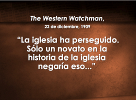 The Western Watchman,
23 de diciembre, 1909
“La iglesia ha perseguido.
Sólo un novato en la
historia de la iglesia
negaría eso...”